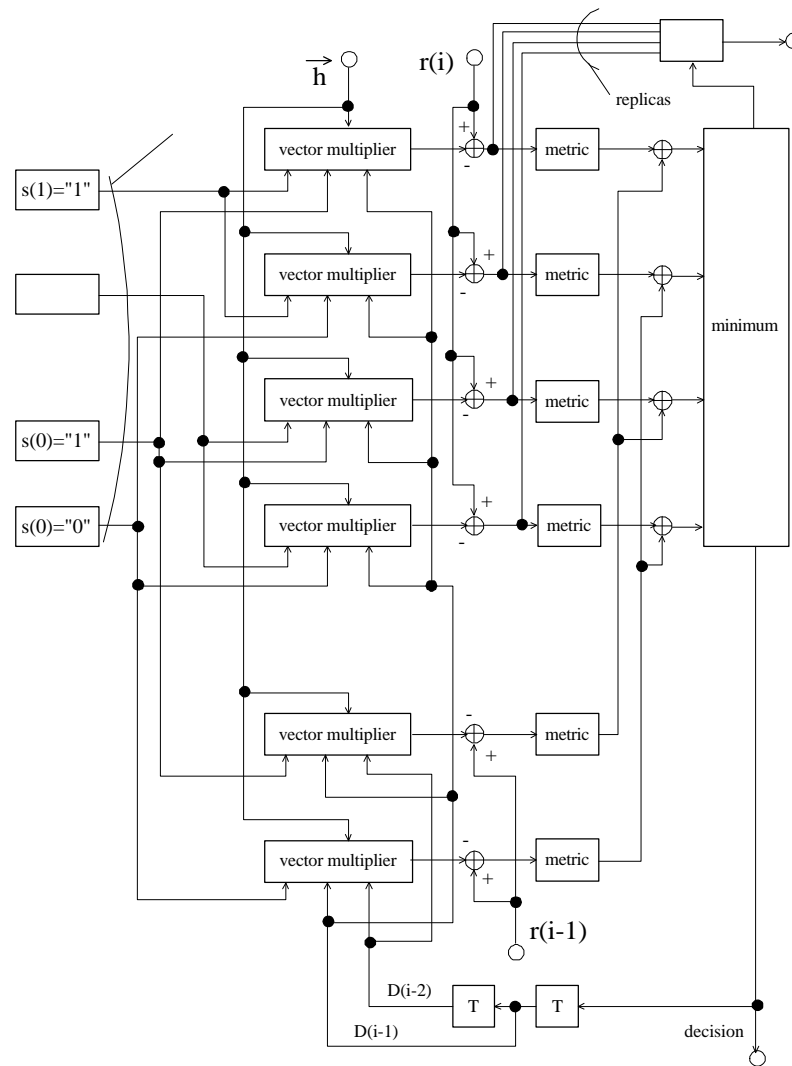 h
r(i)
replicas
+
vector multiplier
-
metric
s(1)="1"
+
vector multiplier
-
metric
minimum
+
vector multiplier
-
metric
s(0)="1"
+
s(0)="0"
vector multiplier
-
metric
-
vector multiplier
metric
+
-
vector multiplier
metric
+
r(i-1)
D(i-2)
T
T
D(i-1)
decision